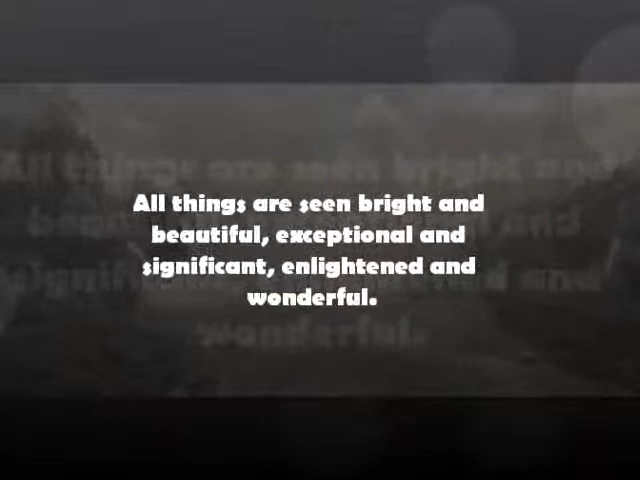 All things are seen bright and
beautiful, exceptional and
significant, enlightened and
wonderful.